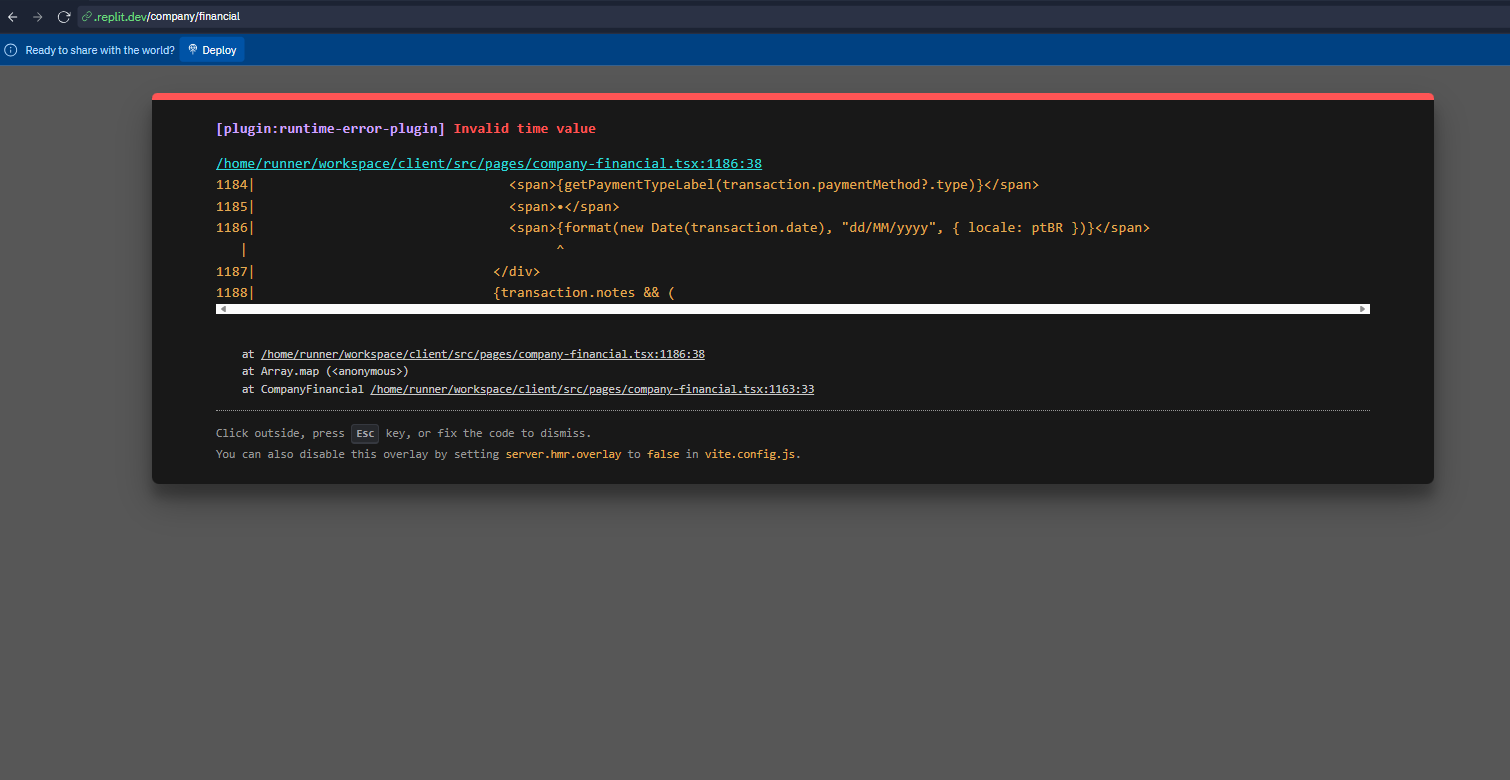 .replit.dev/company/financial
Ready to share with the world? Deploy
[plugin:runtime-error-plugin] Invalid time value
/home/runner/workspace/client/src/pages/company-financial.tsx:1186:38
1184|                                <span>{getPaymentTypeLabel(transaction.paymentMethod?.type)}</span>
1185|                                <span>•</span>
1186|                                <span>{format(new Date(transaction.date), "dd/MM/yyyy", { locale: ptBR })}</span>
   |                                      ^
1187|                              </div>
1188|                              {transaction.notes && (
at /home/runner/workspace/client/src/pages/company-financial.tsx:1186:38
at Array.map (<anonymous>)
at CompanyFinancial /home/runner/workspace/client/src/pages/company-financial.tsx:1163:33
Click outside, press Esc key, or fix the code to dismiss.
You can also disable this overlay by setting server.hmr.overlay to false in vite.config.js.